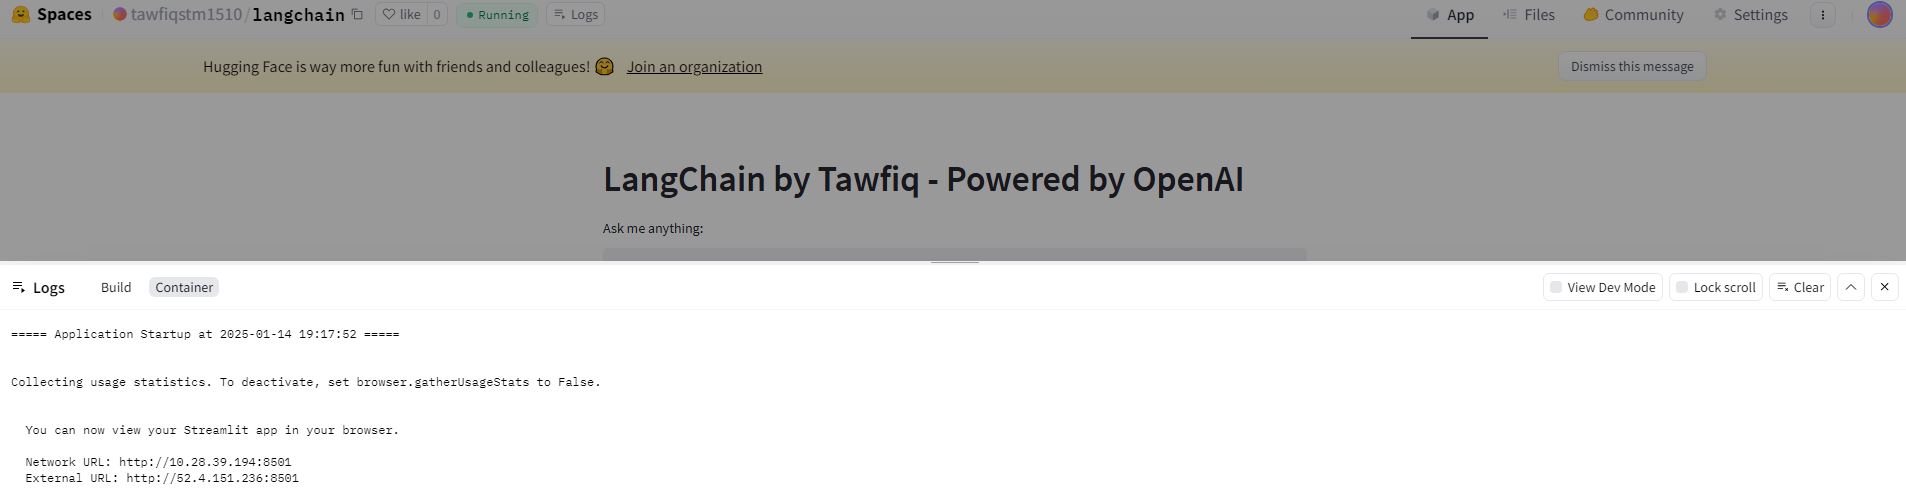 Spaces tawfiqstm1510/langchain like 0 Running Logs App Files Community Settings
Hugging Face is way more fun with friends and colleagues! 🤗 Join an organization Dismiss this message
LangChain by Tawfiq - Powered by OpenAI
Ask me anything:
Logs Build Container View Dev Mode Lock scroll Clear
===== Application Startup at 2025-01-14 19:17:52 =====
Collecting usage statistics. To deactivate, set browser.gatherUsageStats to False.
You can now view your Streamlit app in your browser.
Network URL: http://10.28.39.194:8501
External URL: http://52.4.151.236:8501